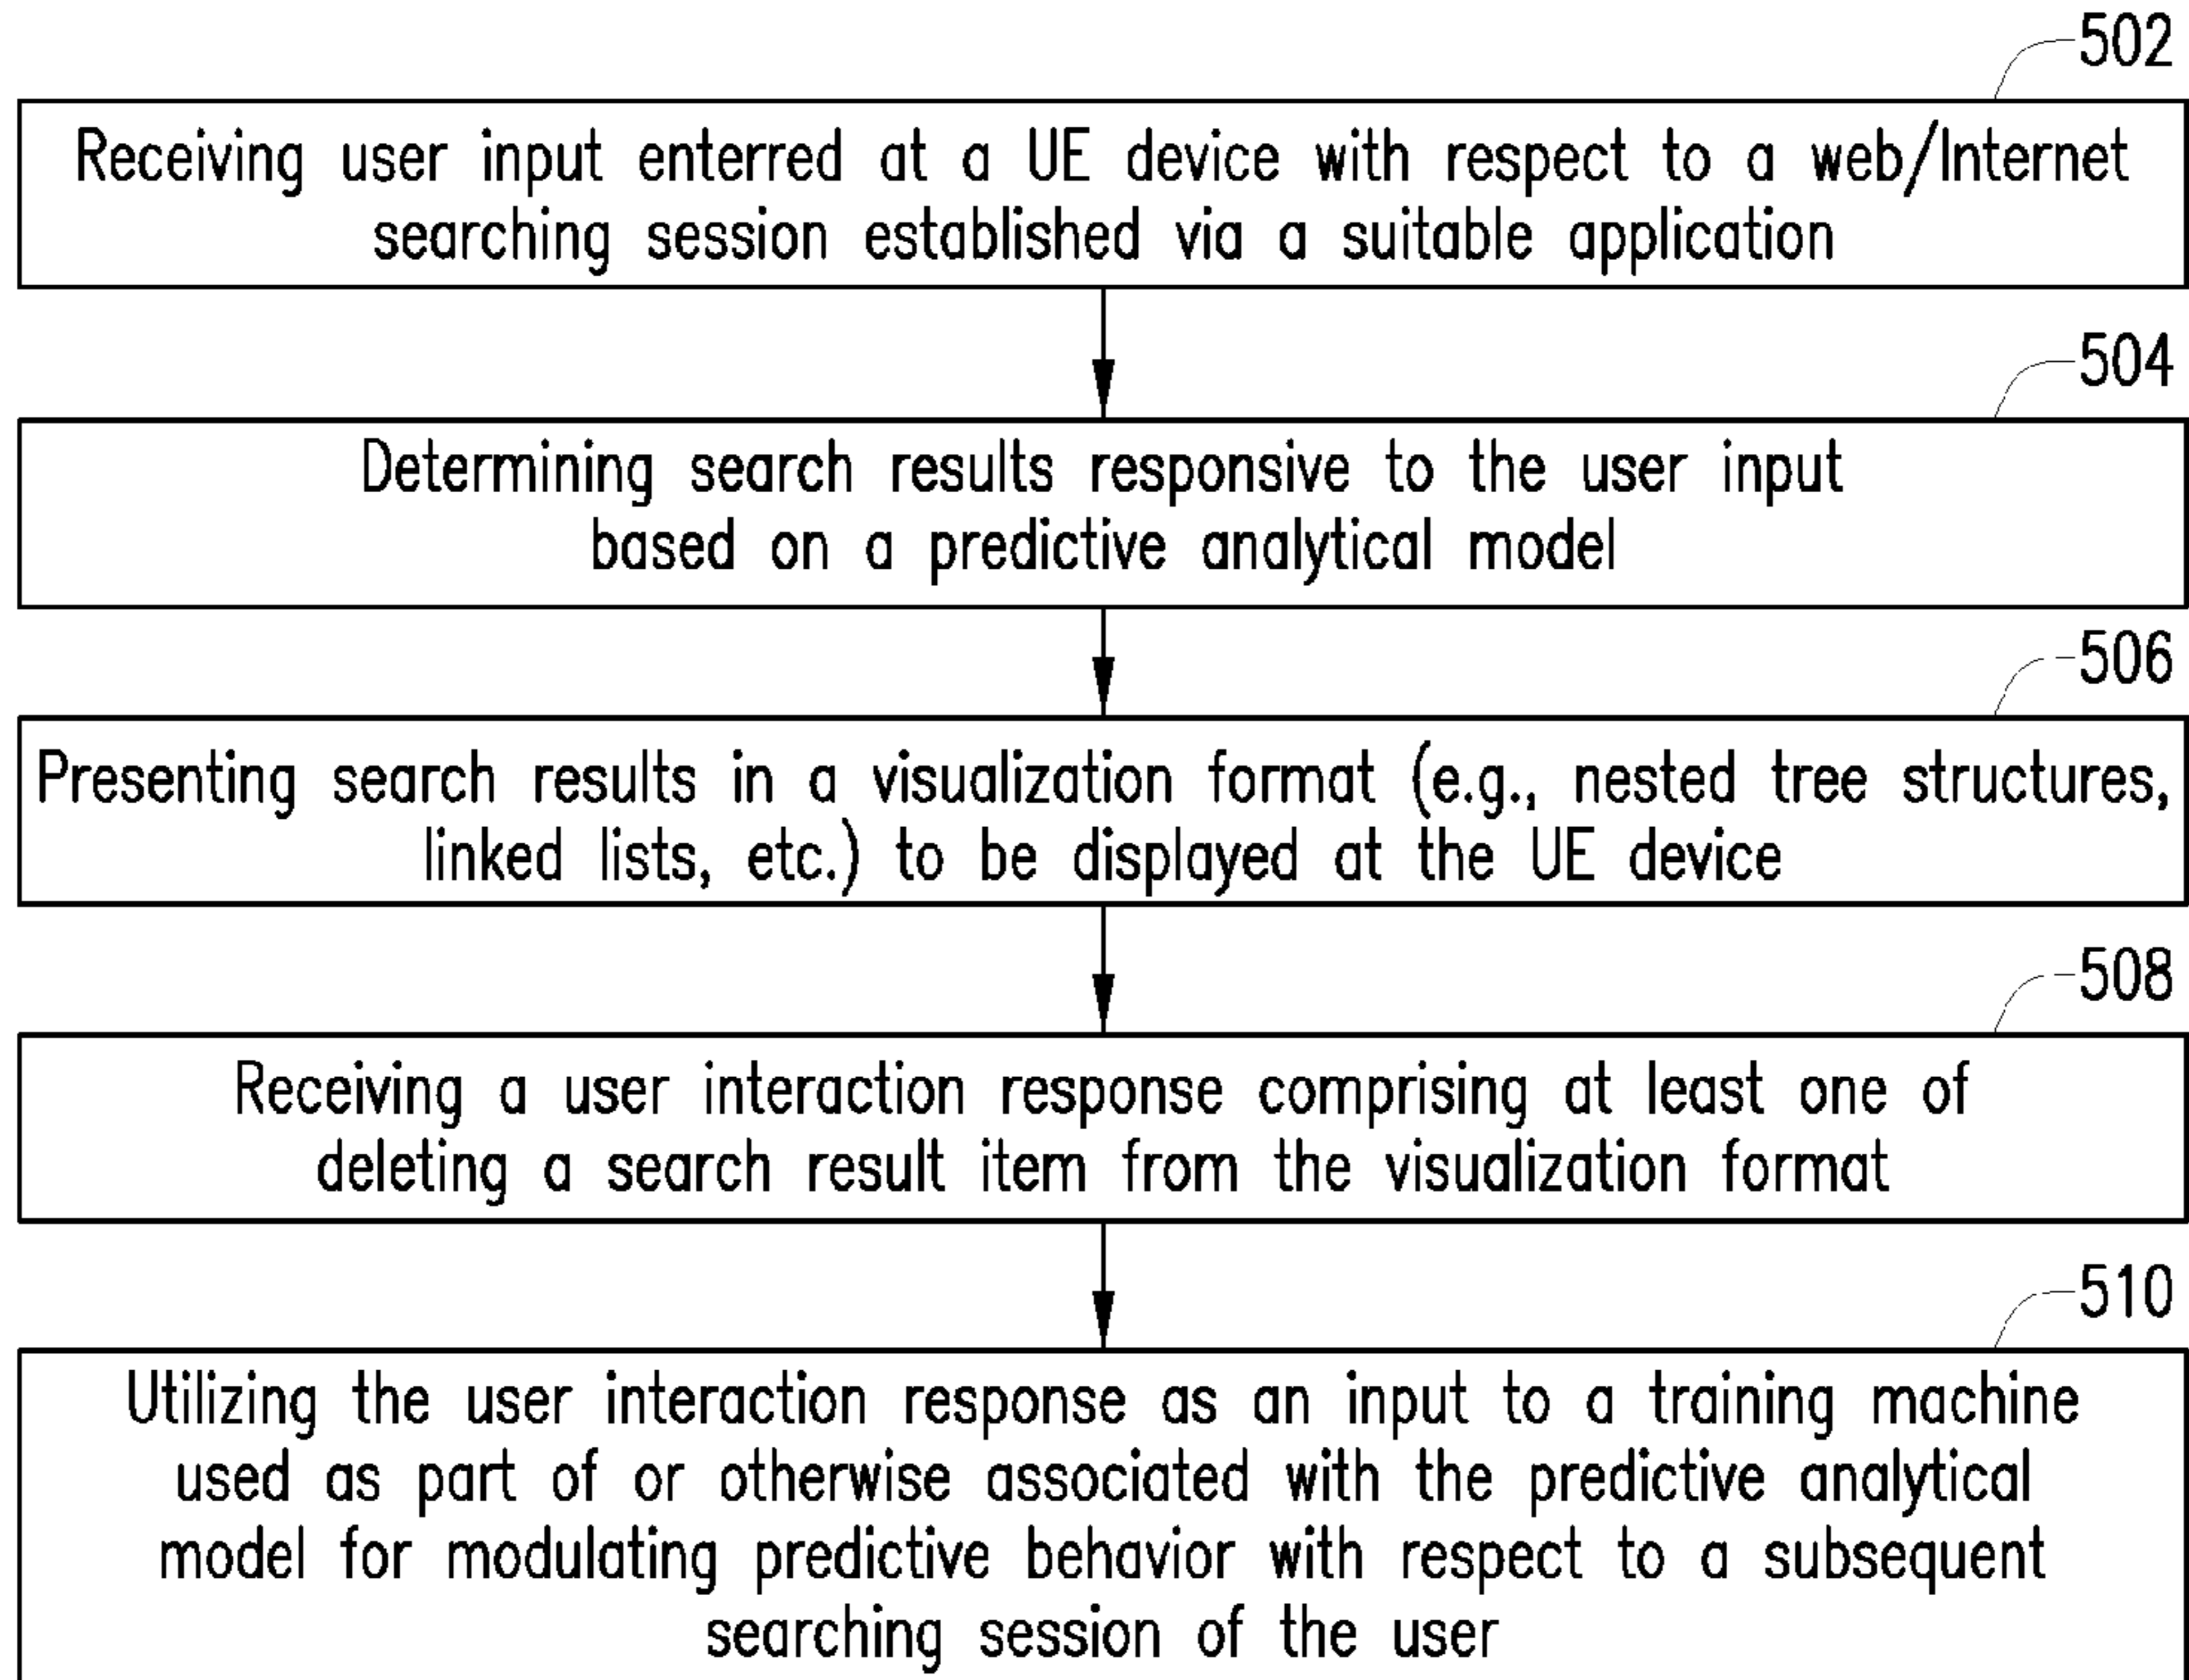 502
Receiving user input enterred at a UE device with respect to a web/Internet
searching session established via a suitable application
504
Determining search results responsive to the user input
based on a predictive analytical model
506
Presenting search results in a visualization format (e.g., nested tree structures,
linked lists, etc.) to be displayed at the UE device
508
Receiving a user interaction response comprising at least one of
deleting a search result item from the visualization format
510
Utilizing the user interaction response as an input to a training machine
used as part of or otherwise associated with the predictive analytical
model for modulating predictive behavior with respect to a subsequent
searching session of the user